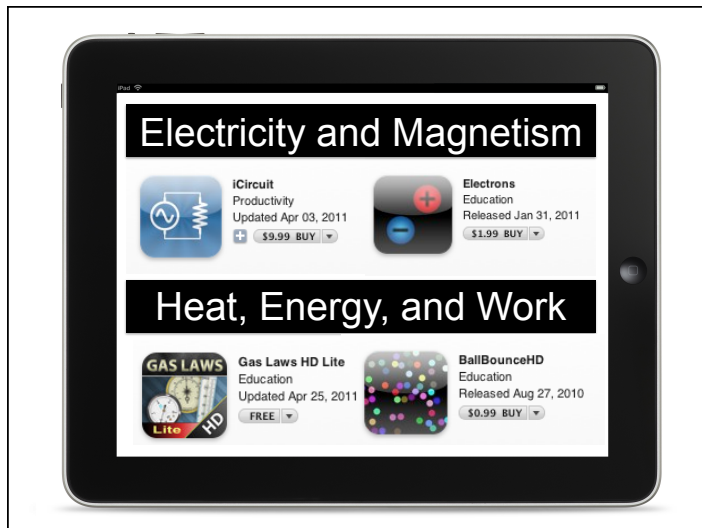 iPad
Electricity and Magnetism
iCircuit
Productivity
Updated Apr 03, 2011
$9.99 BUY
Electrons
Education
Released Jan 31, 2011
$1.99 BUY
Heat, Energy, and Work
GAS LAWS
Lite
HD
Gas Laws HD Lite
Education
Updated Apr 25, 2011
FREE
BallBounceHD
Education
Released Aug 27, 2010
$0.99 BUY